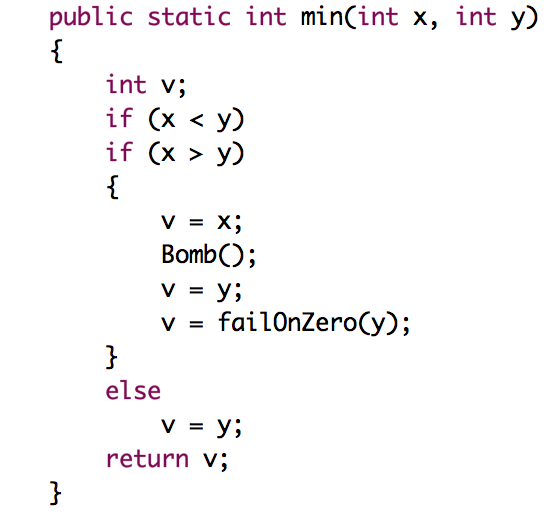 public static int min(int x, int y)
{
int v;
if (x < y)
if (x > y)
{
v = x;
Bomb();
v = y;
v = failOnZero(y);
}
else
v = y;
return v;
}